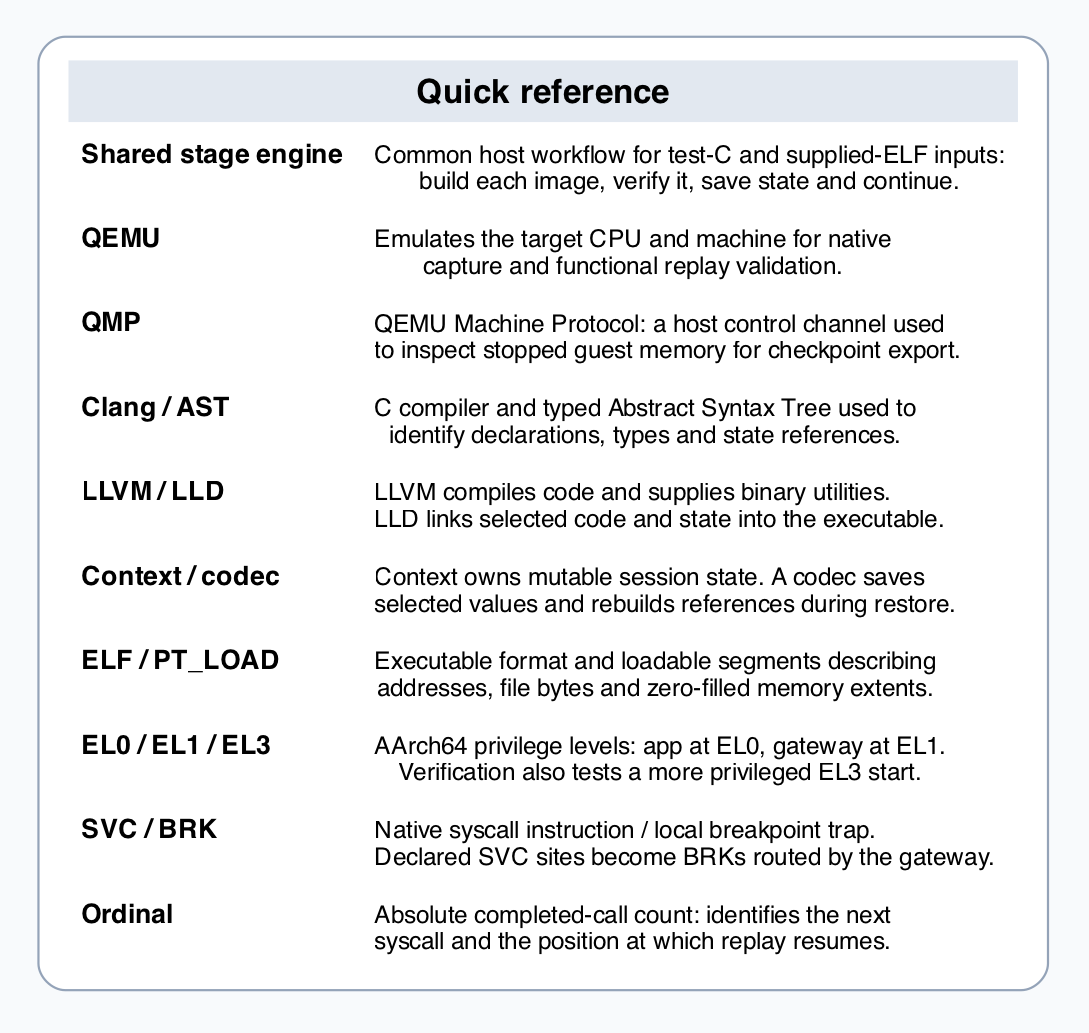 Quick reference
Shared stage engine Common host workflow for test-C and supplied-ELF inputs:
build each image, verify it, save state and continue.
QEMU Emulates the target CPU and machine for native
capture and functional replay validation.
QMP QEMU Machine Protocol: a host control channel used
to inspect stopped guest memory for checkpoint export.
Clang / AST C compiler and typed Abstract Syntax Tree used to
identify declarations, types and state references.
LLVM / LLD LLVM compiles code and supplies binary utilities.
LLD links selected code and state into the executable.
Context / codec Context owns mutable session state. A codec saves
selected values and rebuilds references during restore.
ELF / PT_LOAD Executable format and loadable segments describing
addresses, file bytes and zero-filled memory extents.
EL0 / EL1 / EL3 AArch64 privilege levels: app at EL0, gateway at EL1.
Verification also tests a more privileged EL3 start.
SVC / BRK Native syscall instruction / local breakpoint trap.
Declared SVC sites become BRKs routed by the gateway.
Ordinal Absolute completed-call count: identifies the next
syscall and the position at which replay resumes.